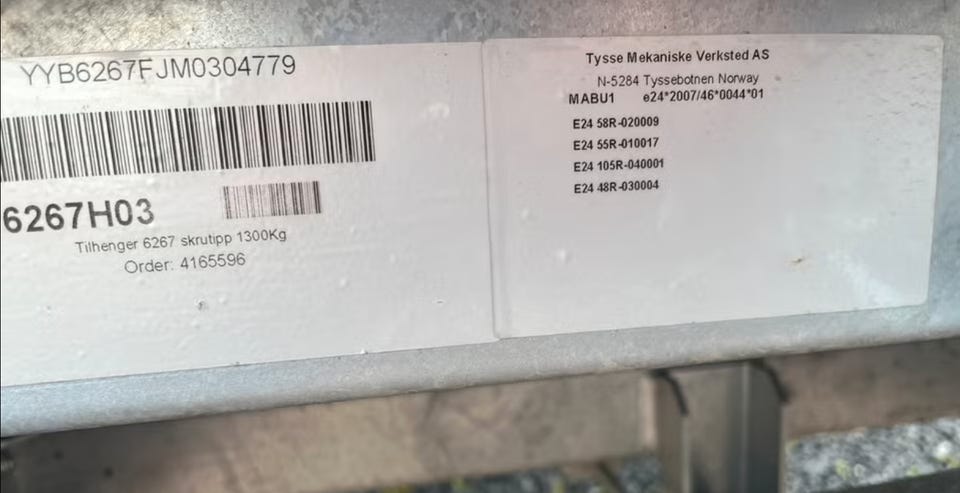 YYB6267FJM0304779
6267H03
Tilhenger 6267 skrutipp 1300Kg
Order: 4165596
Tysse Mekaniske Verksted AS
N-5284 Tyssebotnen Norway
MABU1 e24*2007/46*0044*01
E24 58R-020009
E24 55R-010017
E24 105R-040001
E24 48R-030004